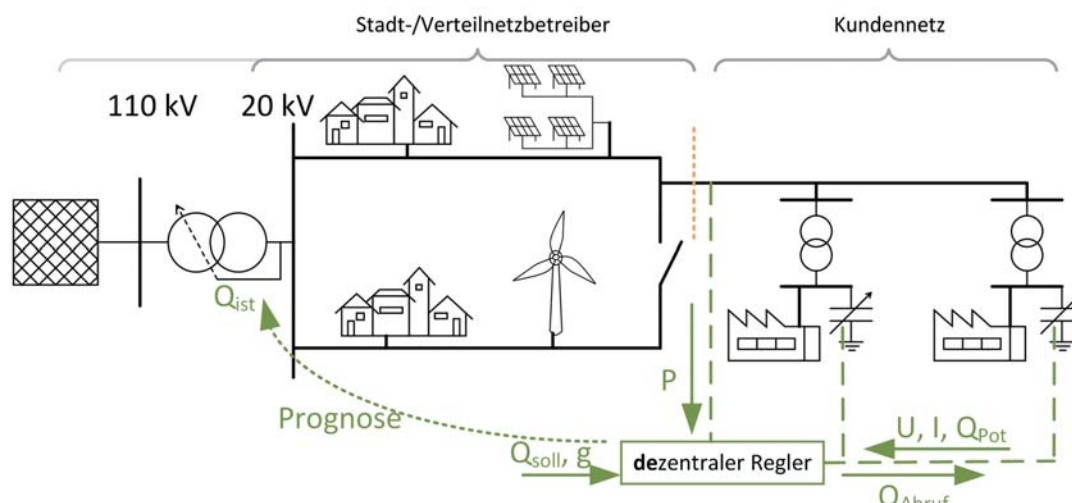 Stadt-/Verteilnetzbetreiber
Kundennetz
110 kV
20 kV
Qist
P
Prognose
Qsoll, g
dezentraler Regler
U, I, QPot
QAbruf